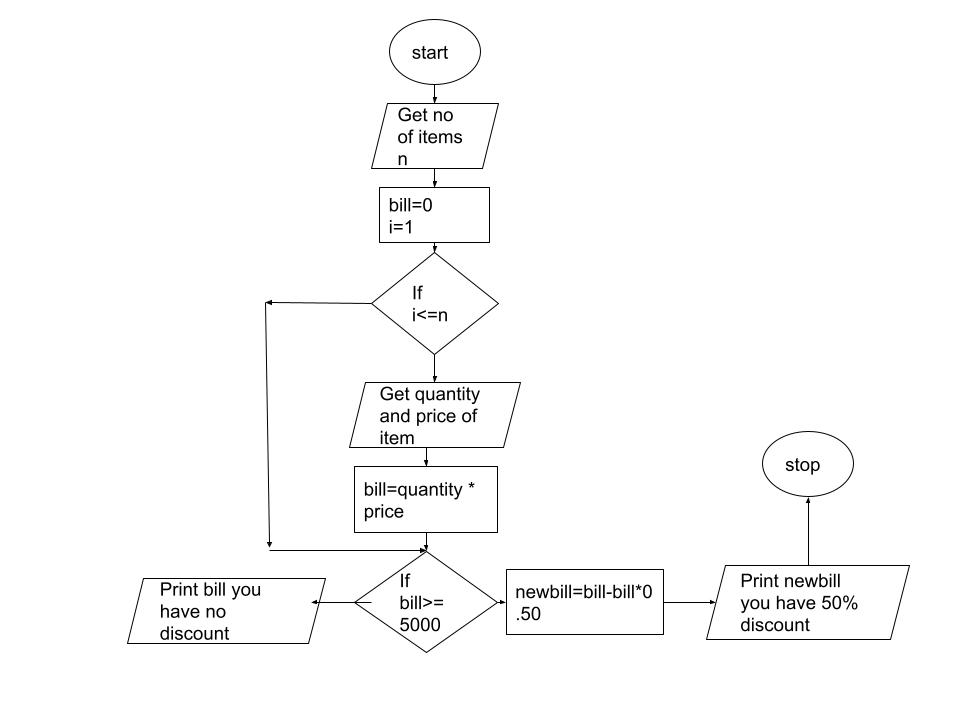 start
Get no
of items
n
bill=0
i=1
If
i<=n
Get quantity
and price of
item
bill=quantity *
price
If
bill>=
5000
Print bill you
have no
discount
newbill=bill-bill*0
.50
Print newbill
you have 50%
discount
stop